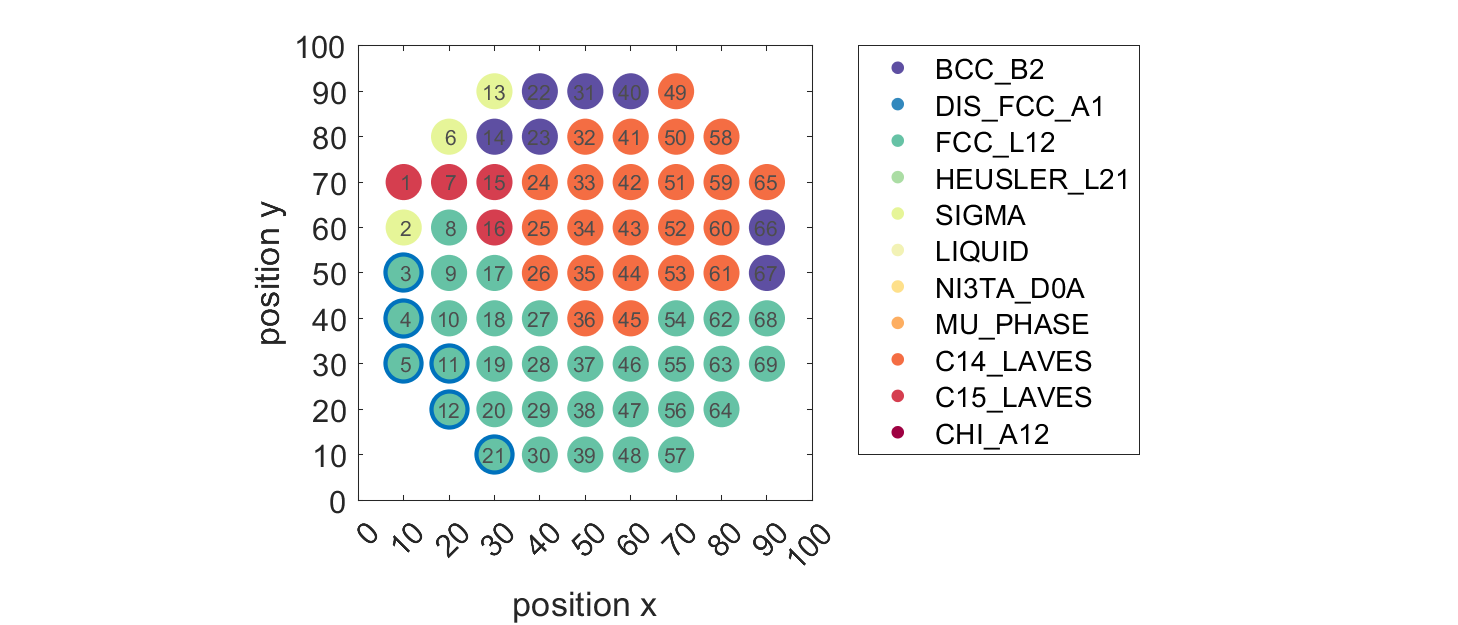 100
90
80
70
60
50
40
30
20
10
0
position y
13 22 31 40 49
6 14 23 32 41 50 58
1 7 15 24 33 42 51 59 65
2 8 16 25 34 43 52 60 66
3 9 17 26 35 44 53 61 67
4 10 18 27 36 45 54 62 68
5 11 19 28 37 46 55 63 69
12 20 29 38 47 56 64
21 30 39 48 57
0 10 20 30 40 50 60 70 80 90 100
position x
BCC_B2
DIS_FCC_A1
FCC_L12
HEUSLER_L21
SIGMA
LIQUID
NI3TA_D0A
MU_PHASE
C14_LAVES
C15_LAVES
CHI_A12